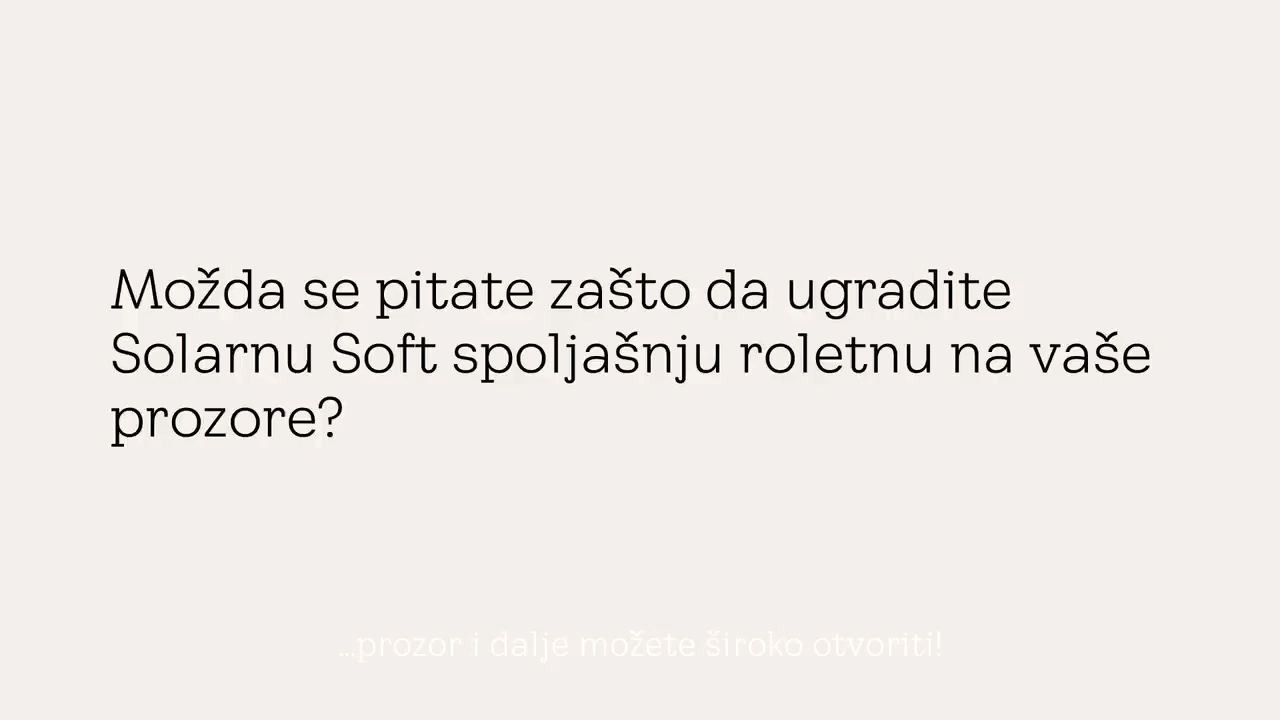 Možda se pitate zašto da ugradite
Solarnu Soft spoljašnju roletnu na vaše
prozore?
...prozor i dalje možete široko otvoriti!